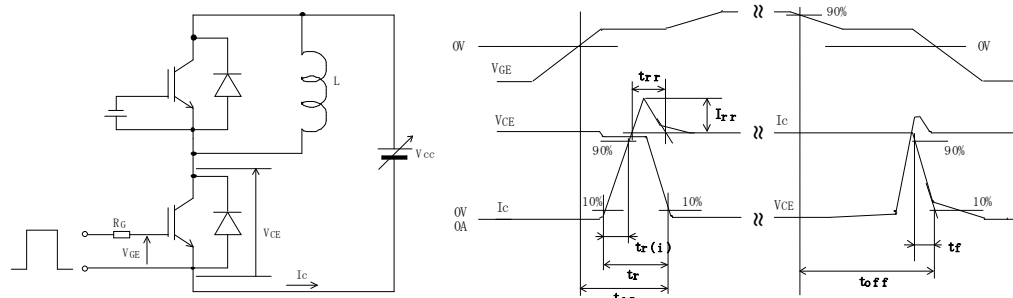 L
Vcc
RG
VGE
VCE
Ic
0V
VGE
90%
0V
trr
Irr
VCE
Ic
90%
90%
0V
0A
Ic
10%
10%
VCE
10%
tr(i)
tr
tf
toff